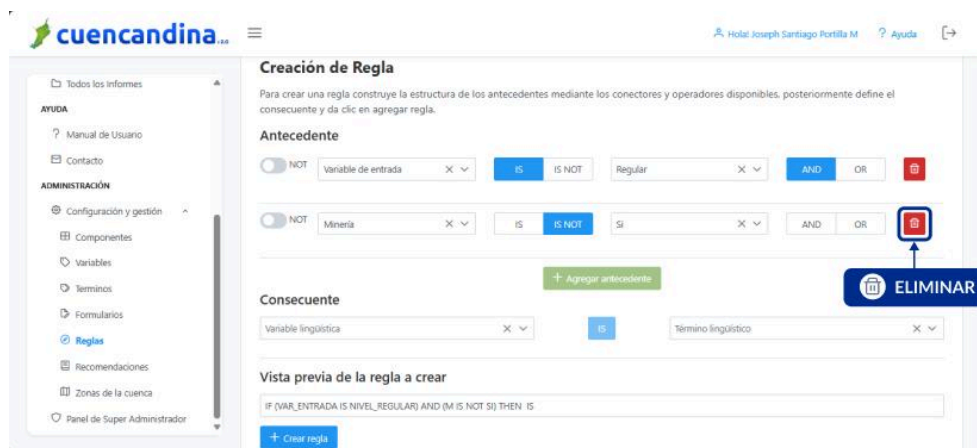 cuencandina
Hola! Joseph Santiago Portilla M
? Ayuda
Todos los Informes
AYUDA
? Manual de Usuario
Contacto
ADMINISTRACIÓN
Configuración y gestión
Componentes
Variables
Terminos
Formularios
Reglas
Recomendaciones
Zonas de la cuenca
Panel de Super Administrador
Creación de Regla
Para crear una regla construye la estructura de los antecedentes mediante los conectores y operadores disponibles, posteriormente define el
consecuente y da clic en agregar regla.
Antecedente
NOT Variable de entrada IS IS NOT Regular AND OR
NOT Minería IS IS NOT Si AND OR
+ Agregar antecedente
ELIMINAR
Consecuente
Variable lingüística IS Término lingüístico
Vista previa de la regla a crear
IF (VAR_ENTRADA IS NIVEL_REGULAR) AND (M IS NOT SI) THEN IS
+ Crear regla